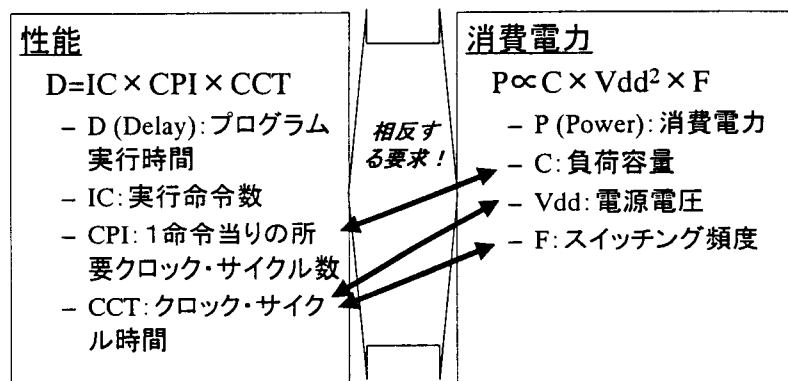 性能
D=IC×CPI×CCT
– D (Delay):プログラム
実行時間
– IC:実行命令数
– CPI:1命令当りの所
要クロック・サイクル数
– CCT:クロック・サイク
ル時間
相反す
る要求!
消費電力
P∝C×Vdd²×F
– P (Power):消費電力
– C:負荷容量
– Vdd:電源電圧
– F:スイッチング頻度